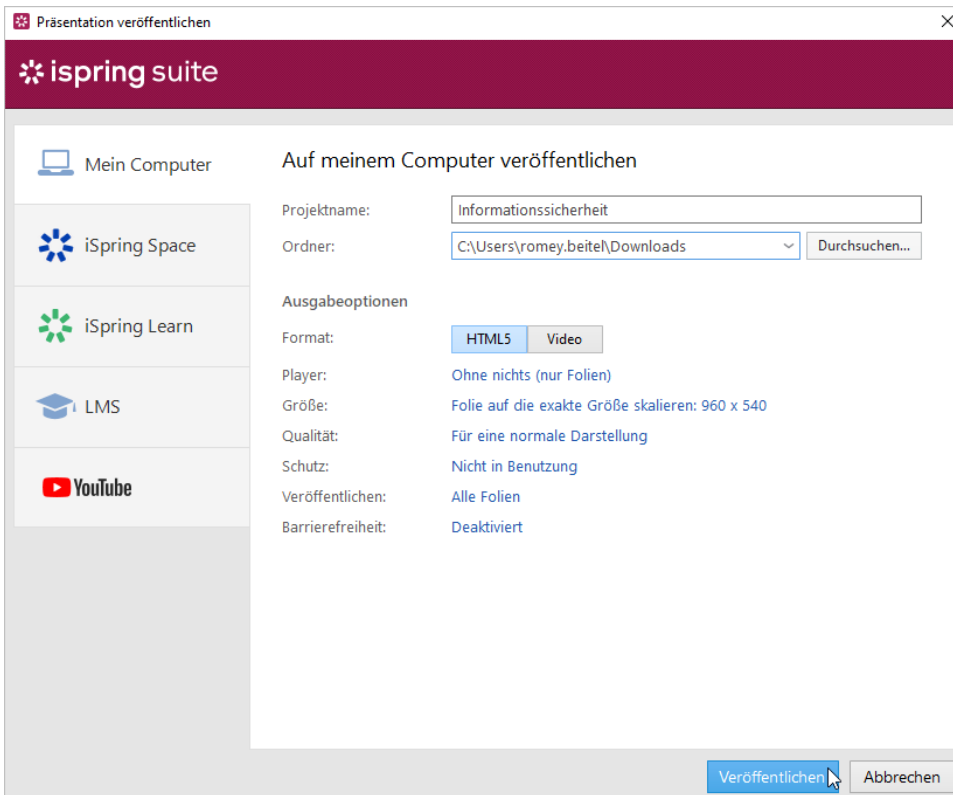 Präsentation veröffentlichen
ispring suite
Mein Computer
iSpring Space
iSpring Learn
LMS
YouTube
Auf meinem Computer veröffentlichen
Projektname: Informationssicherheit
Ordner: C:\Users\romey.beitel\Downloads Durchsuchen...
Ausgabeoptionen
Format: HTML5 Video
Player: Ohne nichts (nur Folien)
Größe: Folie auf die exakte Größe skalieren: 960 x 540
Qualität: Für eine normale Darstellung
Schutz: Nicht in Benutzung
Veröffentlichen: Alle Folien
Barrierefreiheit: Deaktiviert
Veröffentlichen Abbrechen